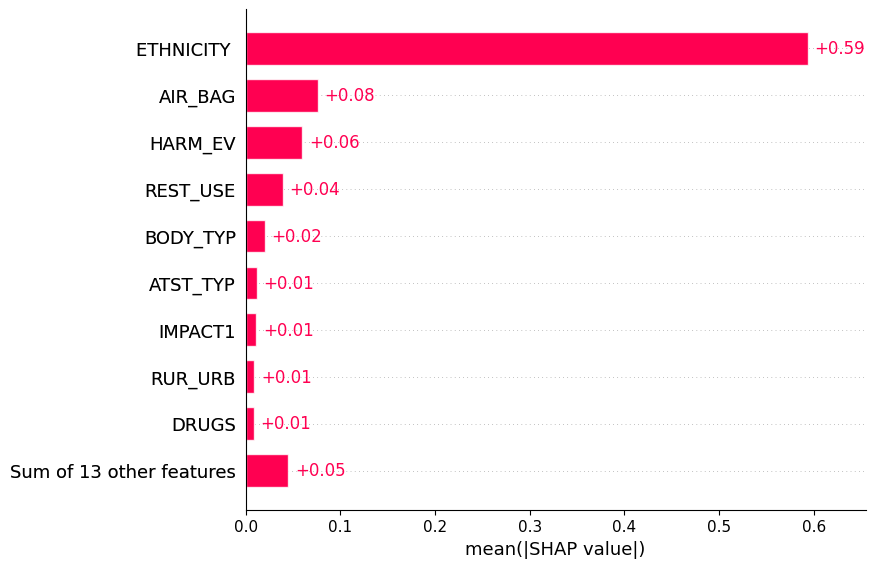 ETHNICITY +0.59
AIR_BAG +0.08
HARM_EV +0.06
REST_USE +0.04
BODY_TYP +0.02
ATST_TYP +0.01
IMPACT1 +0.01
RUR_URB +0.01
DRUGS +0.01
Sum of 13 other features +0.05
0.0 0.1 0.2 0.3 0.4 0.5 0.6
mean(|SHAP value|)